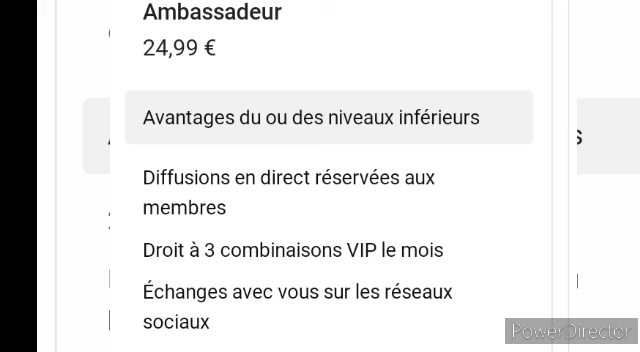 Ambassadeur
24,99 €
Avantages du ou des niveaux inférieurs
Diffusions en direct réservées aux
membres
Droit à 3 combinaisons VIP le mois
Échanges avec vous sur les réseaux
sociaux
PowerDirector